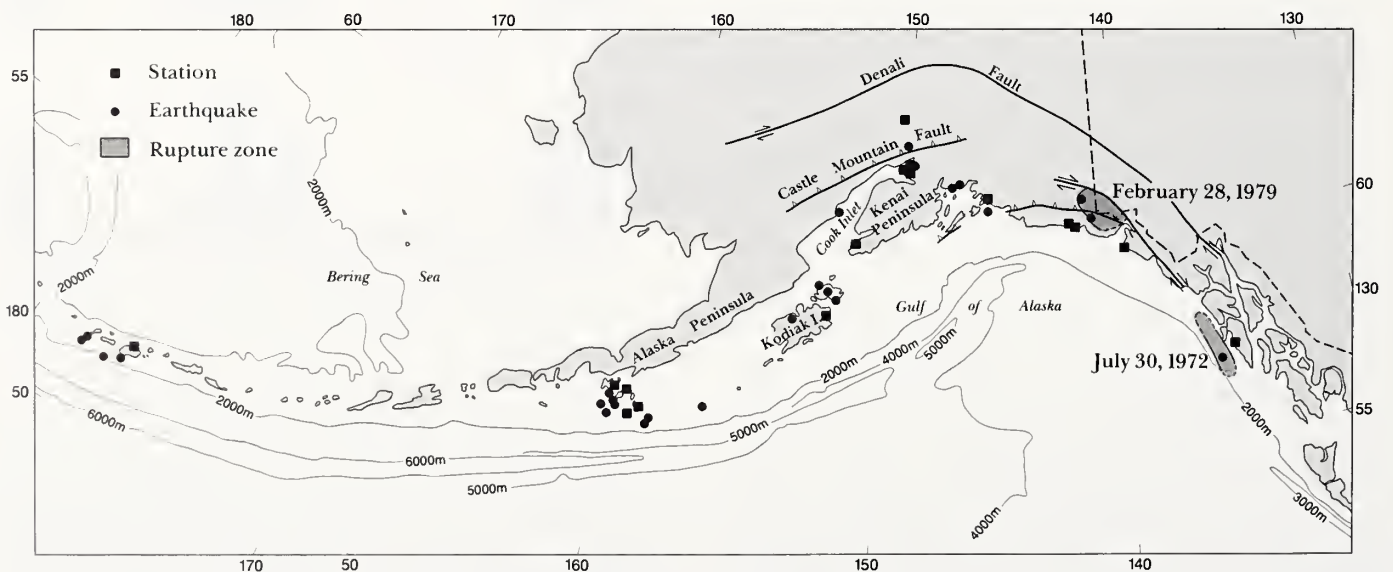 180 60 170 160 150 140 130
55
Station
Earthquake
Rupture zone
Denali Fault
Castle Mountain Fault
2000m
60
February 28, 1979
Kenai
Peninsula
Cook Inlet
2000m
Bering Sea
130
180
Gulf of Alaska
Alaska Peninsula
Kodiak I.
2000m
4000m
5000m
July 30, 1972
50
55
2000m
6000m
2000m
5000m
6000m
5000m
4000m
3000m
170 50 160 150 140